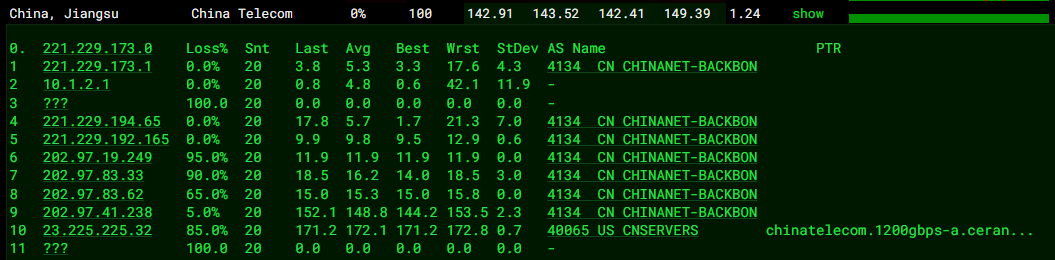 China, Jiangsu China Telecom 0% 100 142.91 143.52 142.41 149.39 1.24 show
0. 221.229.173.0 Loss% Snt Last Avg Best Wrst StDev AS Name PTR
1 221.229.173.1 0.0% 20 3.8 5.3 3.3 17.6 4.3 4134 CN CHINANET-BACKBON
2 10.1.2.1 0.0% 20 0.8 4.8 0.6 42.1 11.9 -
3 ??? 100.0 20 0.0 0.0 0.0 0.0 0.0 -
4 221.229.194.65 0.0% 20 17.8 5.7 1.7 21.3 7.0 4134 CN CHINANET-BACKBON
5 221.229.192.165 0.0% 20 9.9 9.8 9.5 12.9 0.6 4134 CN CHINANET-BACKBON
6 202.97.19.249 95.0% 20 11.9 11.9 11.9 11.9 0.0 4134 CN CHINANET-BACKBON
7 202.97.83.33 90.0% 20 18.5 16.2 14.0 18.5 3.0 4134 CN CHINANET-BACKBON
8 202.97.83.62 65.0% 20 15.0 15.3 15.0 15.8 0.0 4134 CN CHINANET-BACKBON
9 202.97.41.238 5.0% 20 152.1 148.8 144.2 153.5 2.3 4134 CN CHINANET-BACKBON
10 23.225.225.32 85.0% 20 171.2 172.1 171.2 172.8 0.7 40065 US CNSERVERS chinatelecom.1200gbps-a.ceran...
11 ??? 100.0 20 0.0 0.0 0.0 0.0 0.0 -